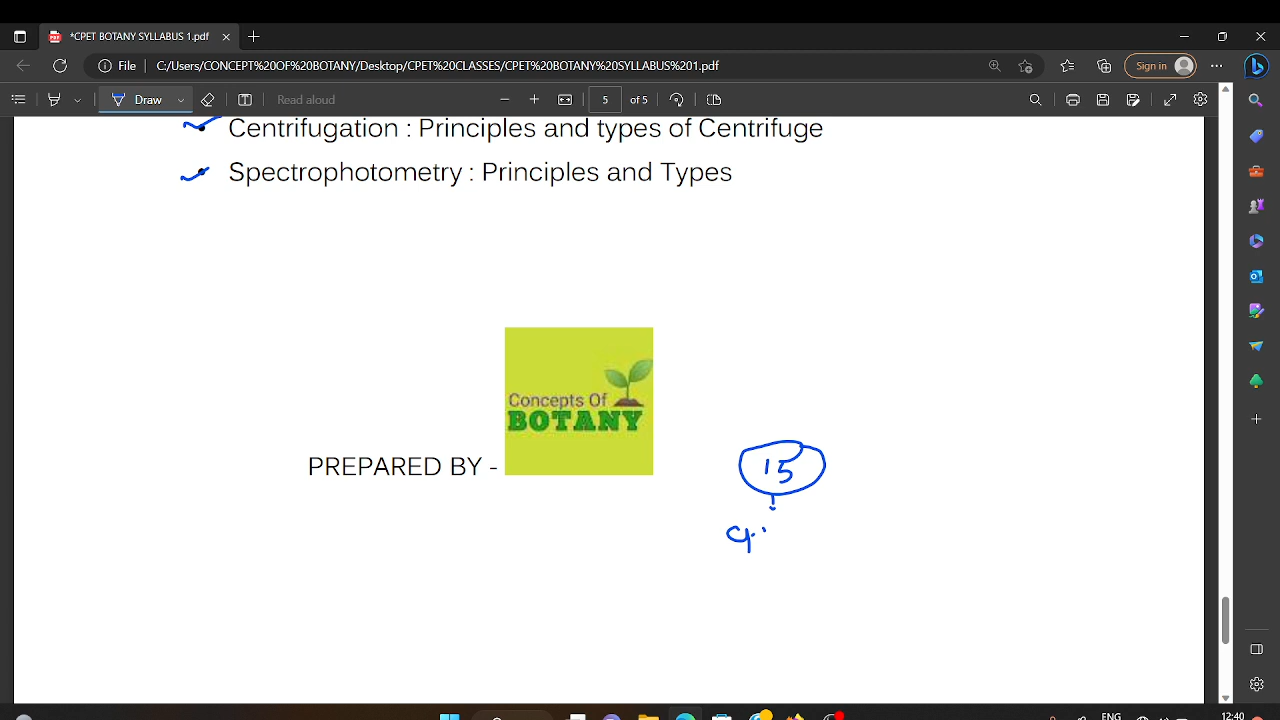 *CPET BOTANY SYLLABUS 1.pdf
File C:/Users/CONCEPT%20OF%20BOTANY/Desktop/CPET%20CLASSES/CPET%20BOTANY%20SYLLABUS%201.pdf Sign in
Draw Read aloud 5 of 5
Centrifugation : Principles and types of Centrifuge
Spectrophotometry : Principles and Types
Concepts Of
BOTANY
PREPARED BY -
15
ENG 12:40